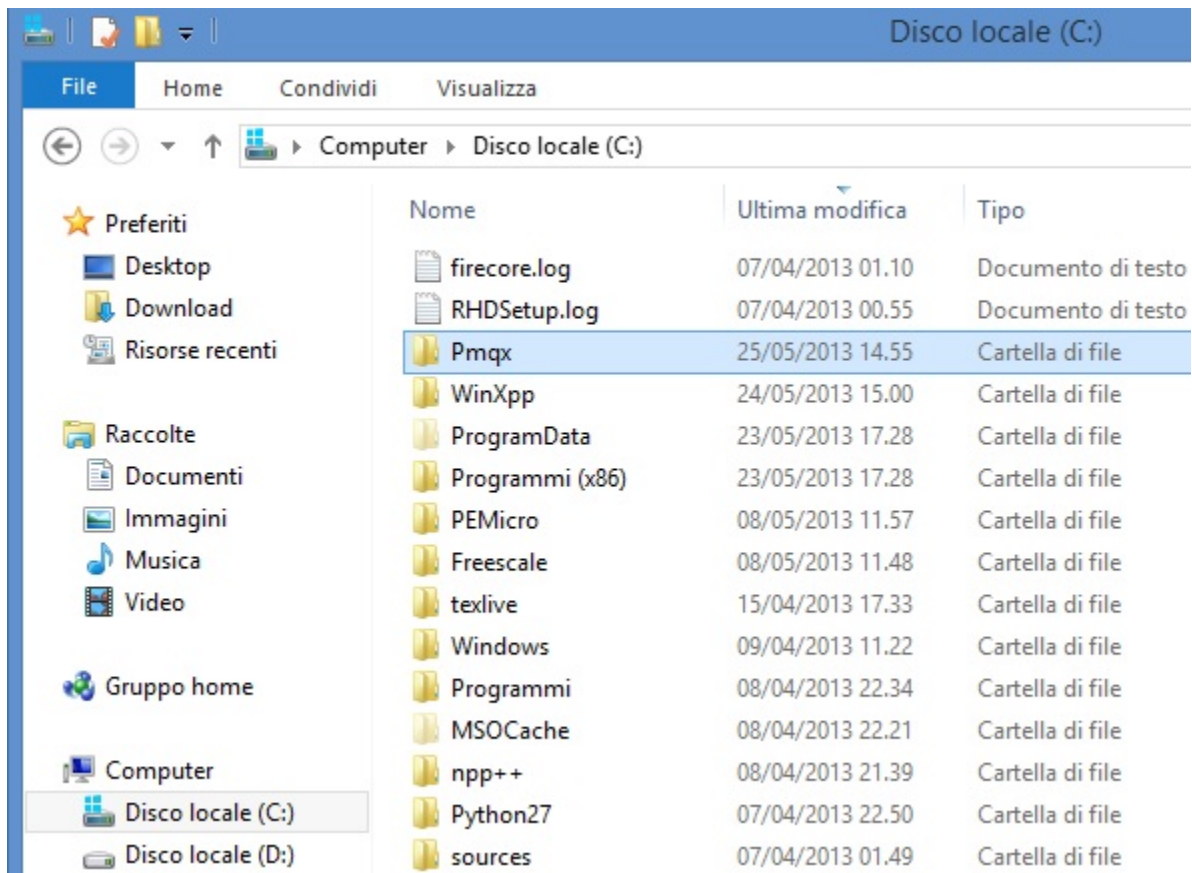 Disco locale (C:)
File Home Condividi Visualizza
Computer Disco locale (C:)
Preferiti
Desktop
Download
Risorse recenti
Raccolte
Documenti
Immagini
Musica
Video
Gruppo home
Computer
Disco locale (C:)
Disco locale (D:)
Nome Ultima modifica Tipo
firecore.log 07/04/2013 01.10 Documento di testo
RHDSetup.log 07/04/2013 00.55 Documento di testo
Pmqx 25/05/2013 14.55 Cartella di file
WinXpp 24/05/2013 15.00 Cartella di file
ProgramData 23/05/2013 17.28 Cartella di file
Programmi (x86) 23/05/2013 17.28 Cartella di file
PEMicro 08/05/2013 11.57 Cartella di file
Freescale 08/05/2013 11.48 Cartella di file
texlive 15/04/2013 17.33 Cartella di file
Windows 09/04/2013 11.22 Cartella di file
Programmi 08/04/2013 22.34 Cartella di file
MSOCache 08/04/2013 22.21 Cartella di file
npp++ 08/04/2013 21.39 Cartella di file
Python27 07/04/2013 22.50 Cartella di file
sources 07/04/2013 01.49 Cartella di file